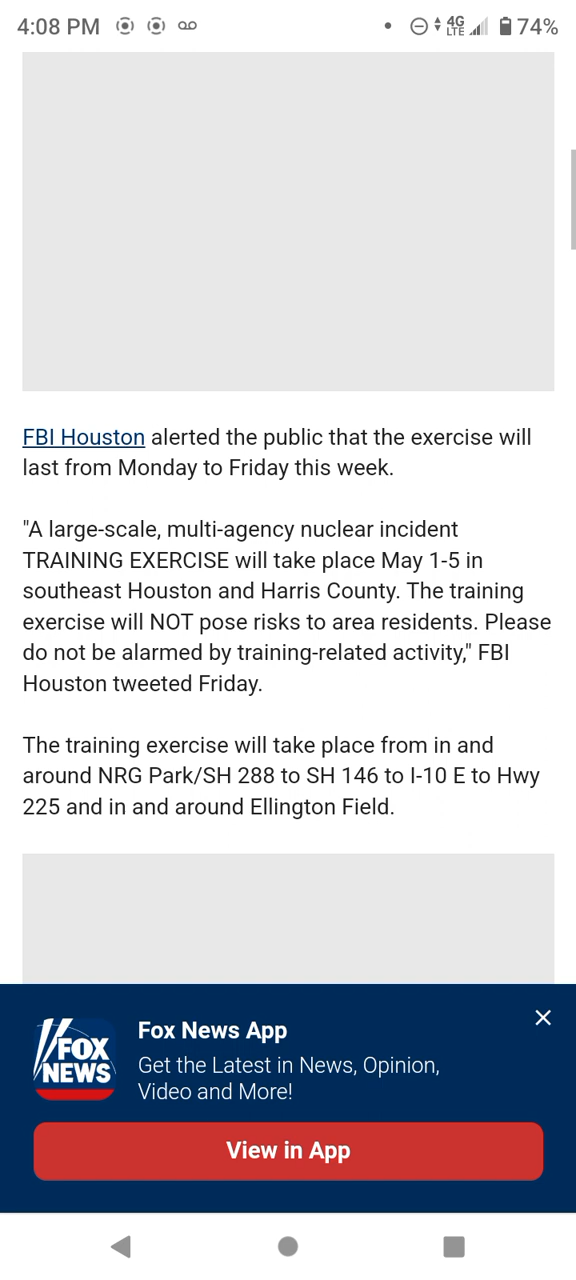 4:08 PM 4G LTE 74%
FBI Houston alerted the public that the exercise will
last from Monday to Friday this week.
"A large-scale, multi-agency nuclear incident
TRAINING EXERCISE will take place May 1-5 in
southeast Houston and Harris County. The training
exercise will NOT pose risks to area residents. Please
do not be alarmed by training-related activity," FBI
Houston tweeted Friday.
The training exercise will take place from in and
around NRG Park/SH 288 to SH 146 to I-10 E to Hwy
225 and in and around Ellington Field.
FOX
NEWS
Fox News App
Get the Latest in News, Opinion,
Video and More!
View in App